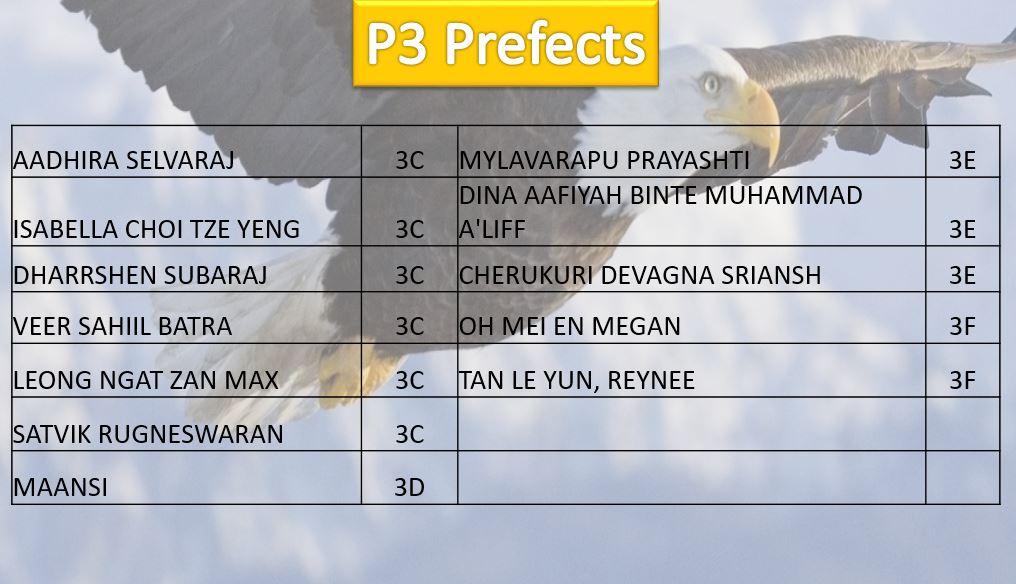 P3 Prefects
AADHIRA SELVARAJ 3C MYLAVARAPU PRAYASHTI 3E
ISABELLA CHOI TZE YENG 3C DINA AAFIYAH BINTE MUHAMMAD
A'LIFF 3E
DHARRSHEN SUBARAJ 3C CHERUKURI DEVAGNA SRIANSH 3E
VEER SAHIIL BATRA 3C OH MEI EN MEGAN 3F
LEONG NGAT ZAN MAX 3C TAN LE YUN, REYNEE 3F
SATVIK RUGNESWARAN 3C
MAANSI 3D